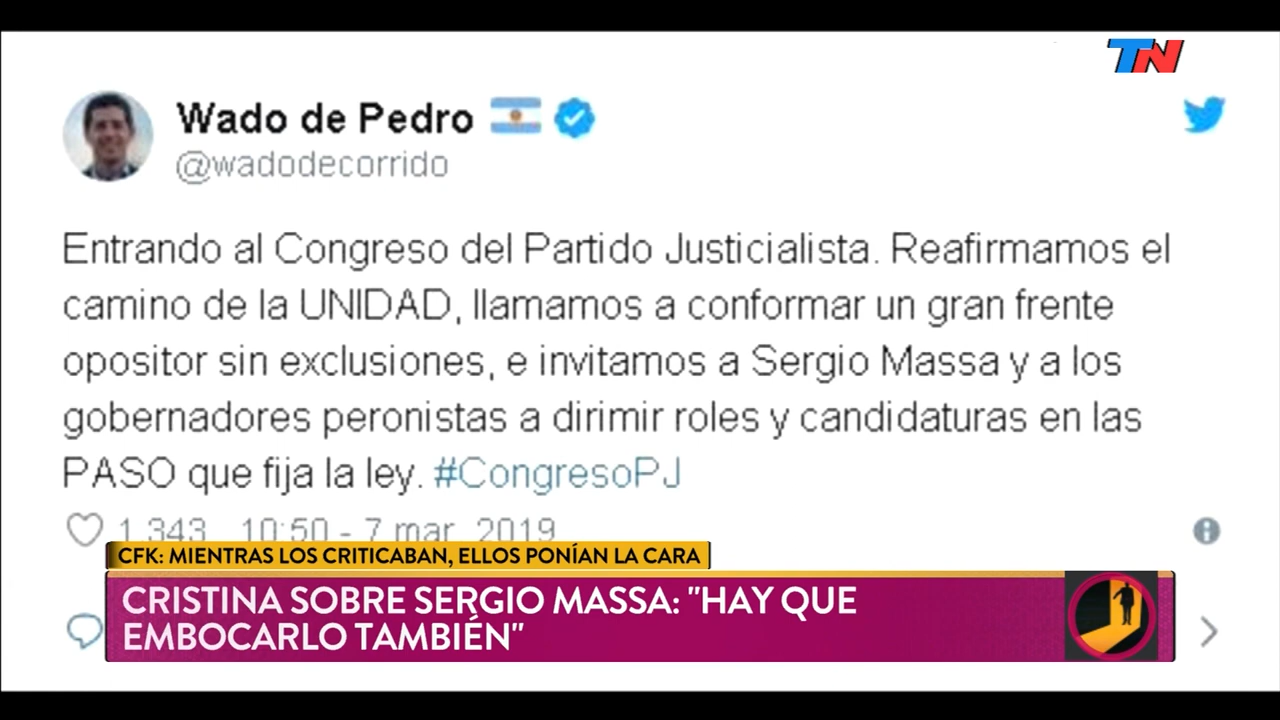 TN
Wado de Pedro
@wadodecorrido
Entrando al Congreso del Partido Justicialista. Reafirmamos el
camino de la UNIDAD, llamamos a conformar un gran frente
opositor sin exclusiones, e invitamos a Sergio Massa y a los
gobernadores peronistas a dirimir roles y candidaturas en las
PASO que fija la ley. #CongresoPJ
1.343 10:50 - 7 mar. 2019
CFK: MIENTRAS LOS CRITICABAN, ELLOS PONÍAN LA CARA
CRISTINA SOBRE SERGIO MASSA: "HAY QUE
EMBOCARLO TAMBIÉN"